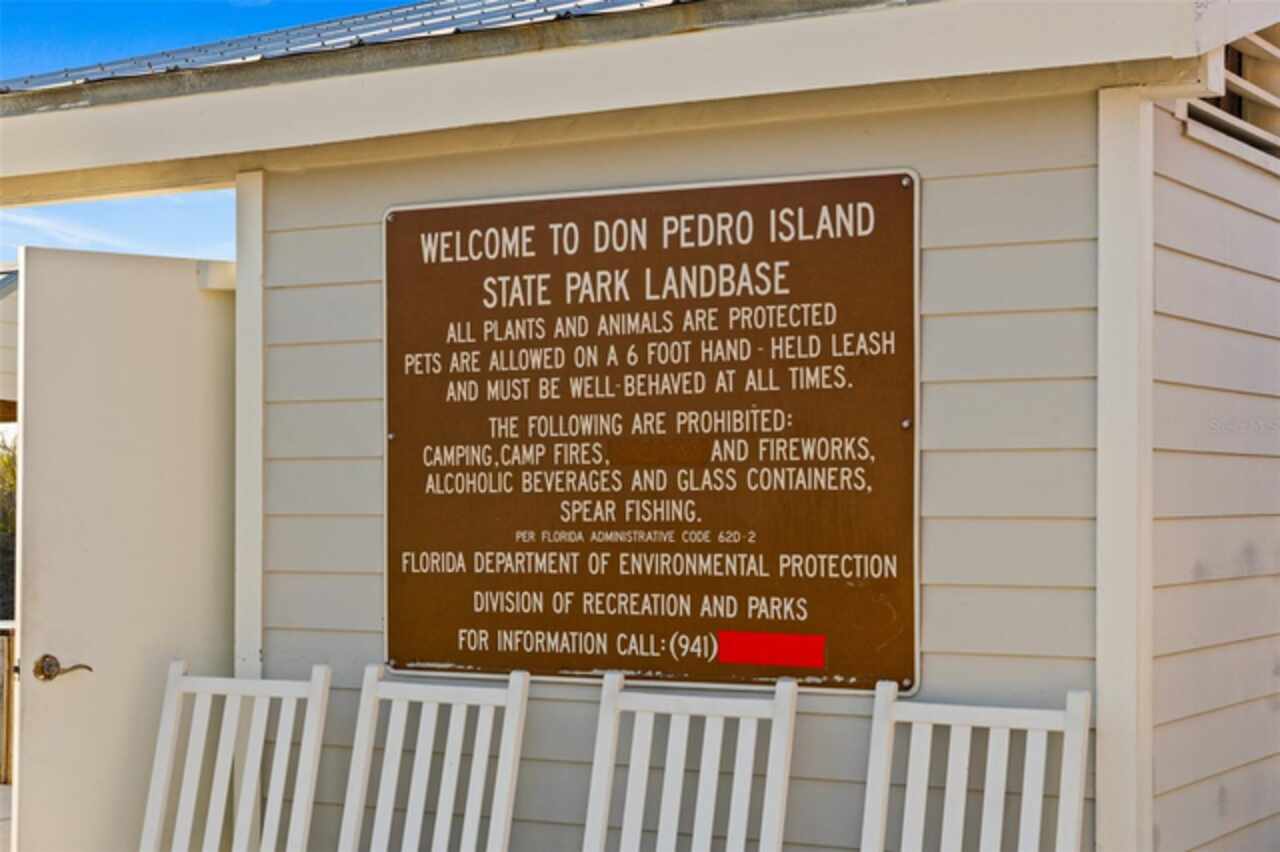 WELCOME TO DON PEDRO ISLAND
STATE PARK LANDBASE
ALL PLANTS AND ANIMALS ARE PROTECTED
PETS ARE ALLOWED ON A 6 FOOT HAND-HELD LEASH
AND MUST BE WELL-BEHAVED AT ALL TIMES.
THE FOLLOWING ARE PROHIBITED:
CAMPING, CAMP FIRES, AND FIREWORKS,
ALCOHOLIC BEVERAGES AND GLASS CONTAINERS,
SPEAR FISHING.
PER FLORIDA ADMINISTRATIVE CODE 62D-2
FLORIDA DEPARTMENT OF ENVIRONMENTAL PROTECTION
DIVISION OF RECREATION AND PARKS
FOR INFORMATION CALL: (941)